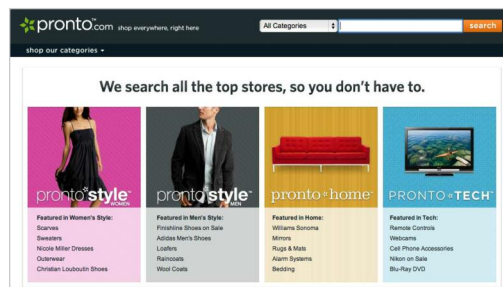 pronto.com shop everywhere, right here
All Categories
search
shop our categories
We search all the top stores, so you don't have to.
pronto style™
WOMEN
pronto style™
MEN
pronto home™
PRONTO TECH™
Featured in Women's Style:
Scarves
Sweaters
Nicole Miller Dresses
Outerwear
Christian Louboutin Shoes
Featured in Men's Style:
Finishline Shoes on Sale
Adidas Men's Shoes
Loafers
Raincoats
Wool Coats
Featured in Home:
Williams Sonoma
Mirrors
Rugs & Mats
Alarm Systems
Bedding
Featured in Tech:
Remote Controls
Webcams
Cell Phone Accessories
Nikon on Sale
Blu-Ray DVD